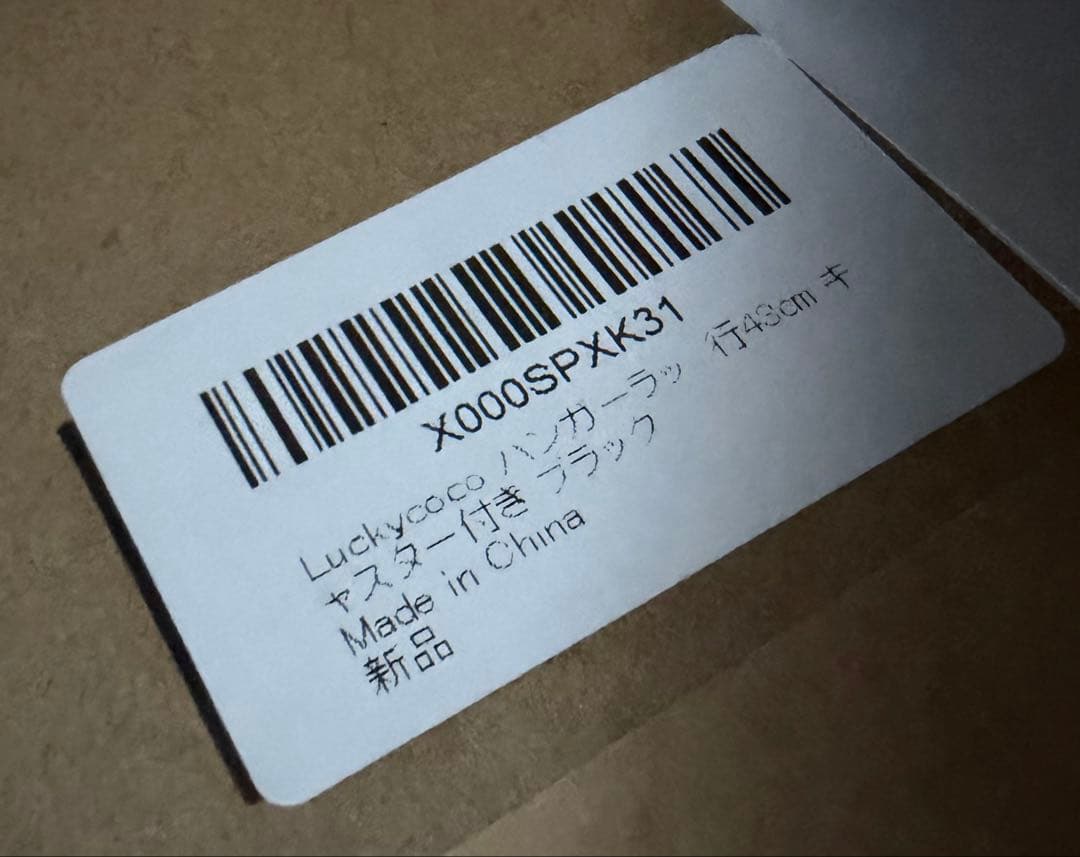 X000SPXK31
Luckycoco ハンガーラッ 行48cm キ
ャスター付き ブラック
Made in China
新品